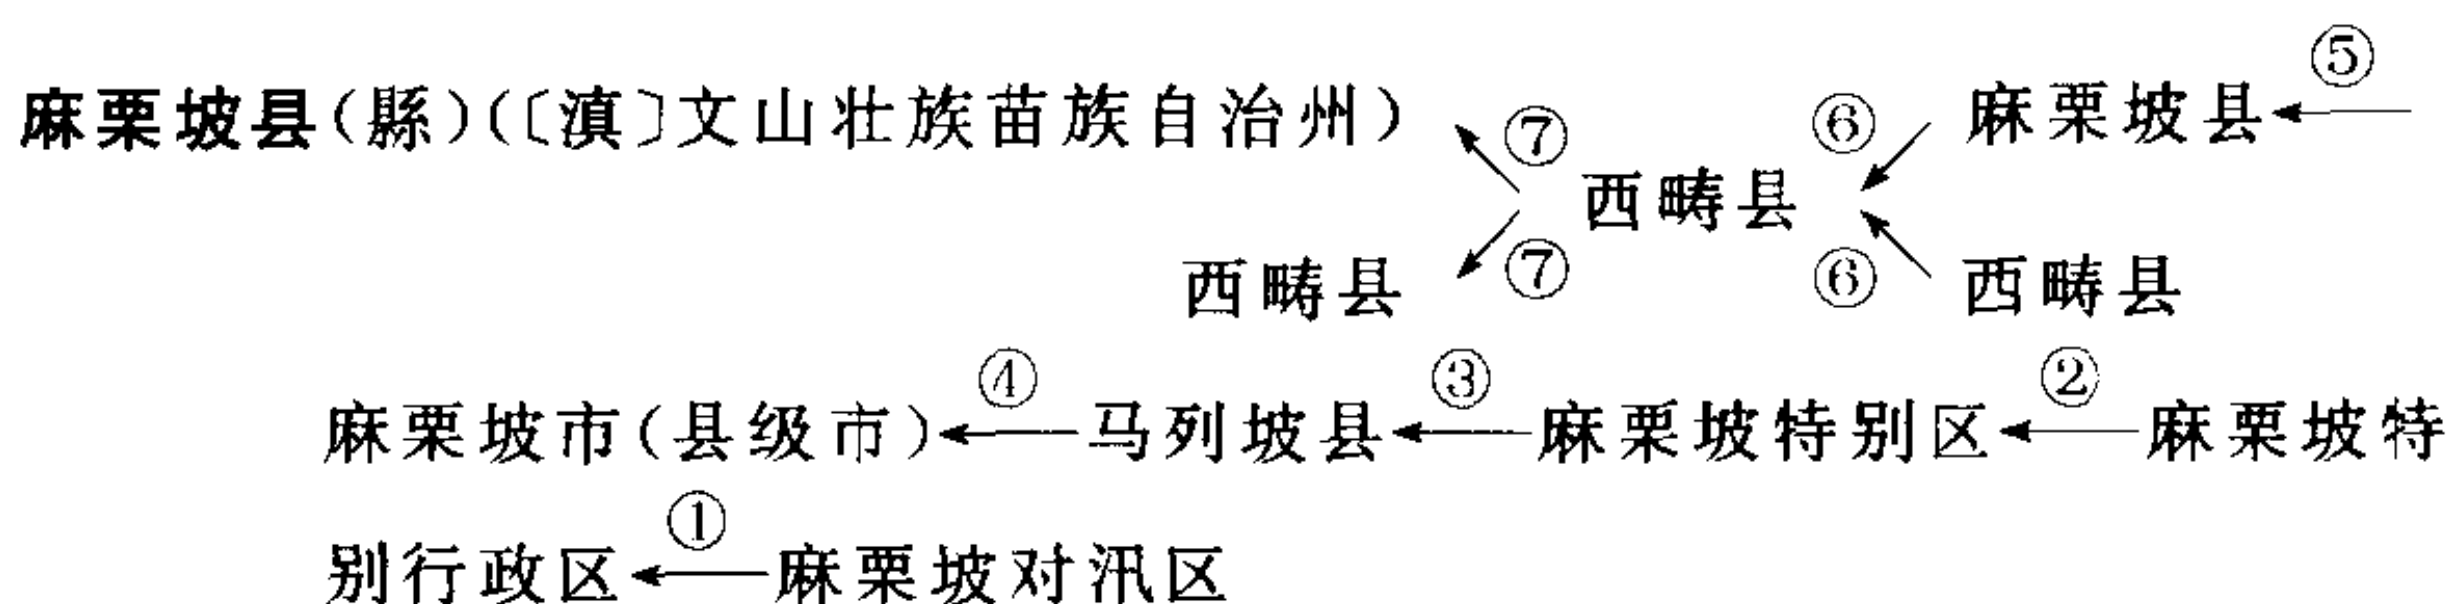 麻栗坡县(縣)(〔滇〕文山壮族苗族自治州) ⑦ 西畴县 ⑥ 麻栗坡县 ⑤
西畴县 ⑦ ⑥ 西畴县
麻栗坡市(县级市) ④ 马列坡县 ③ 麻栗坡特别区 ② 麻栗坡特
别行政区 ① 麻栗坡对汛区